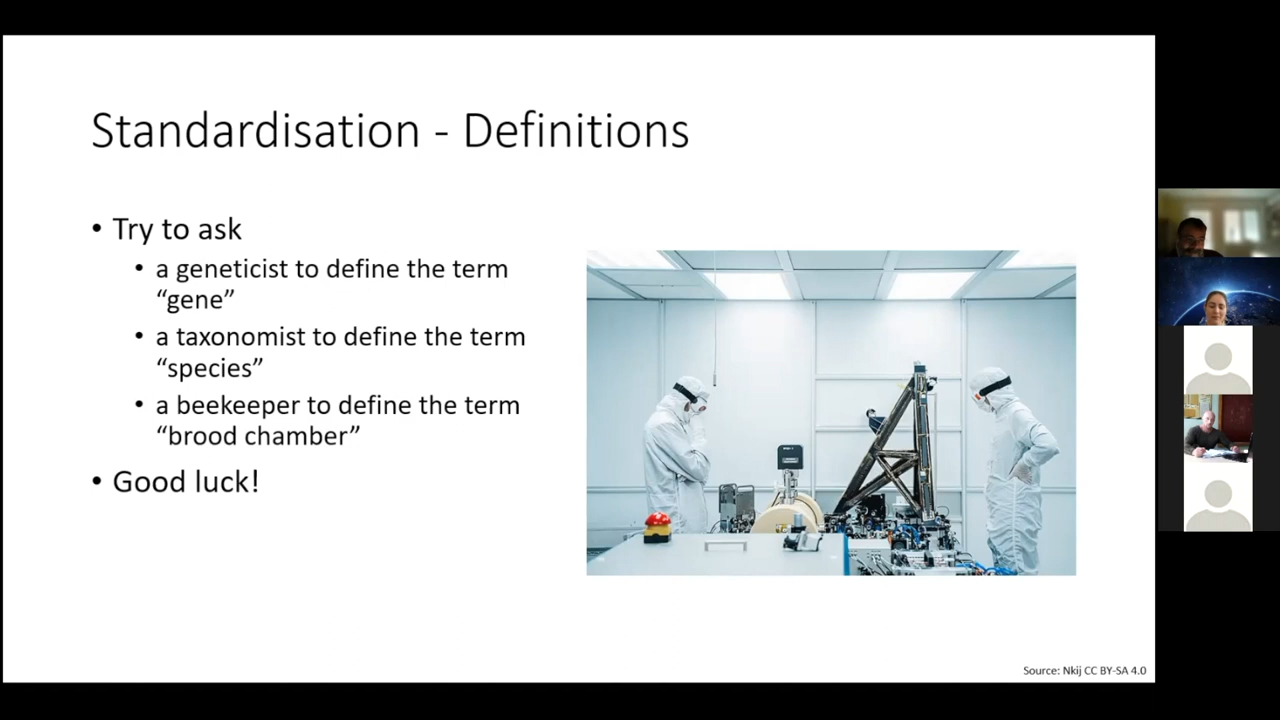 Standardisation - Definitions
• Try to ask
• a geneticist to define the term
“gene”
• a taxonomist to define the term
“species”
• a beekeeper to define the term
“brood chamber”
• Good luck!
Source: Nkij CC BY-SA 4.0